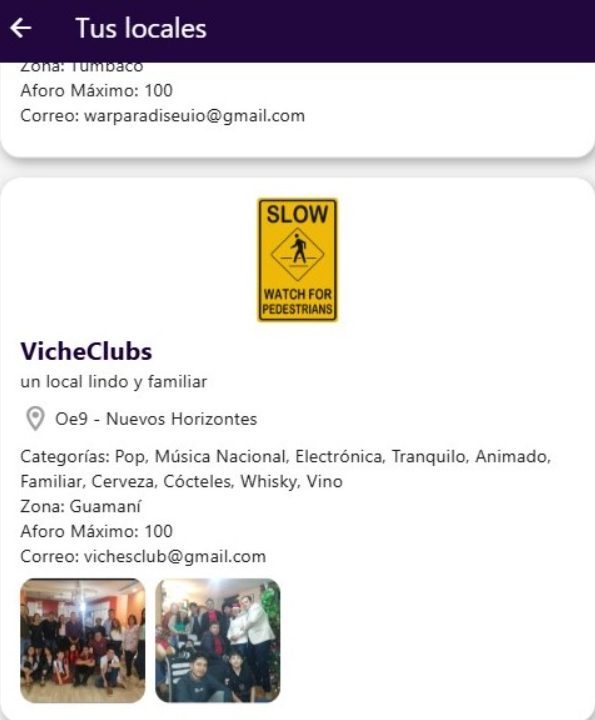 Tus locales
Zona: Tumbaco
Aforo Máximo: 100
Correo: warparadiseuio@gmail.com
SLOW
WATCH FOR
PEDESTRIANS
VicheClubs
un local lindo y familiar
Oe9 - Nuevos Horizontes
Categorías: Pop, Música Nacional, Electrónica, Tranquilo, Animado,
Familiar, Cerveza, Cócteles, Whisky, Vino
Zona: Guamaní
Aforo Máximo: 100
Correo: vichesclub@gmail.com